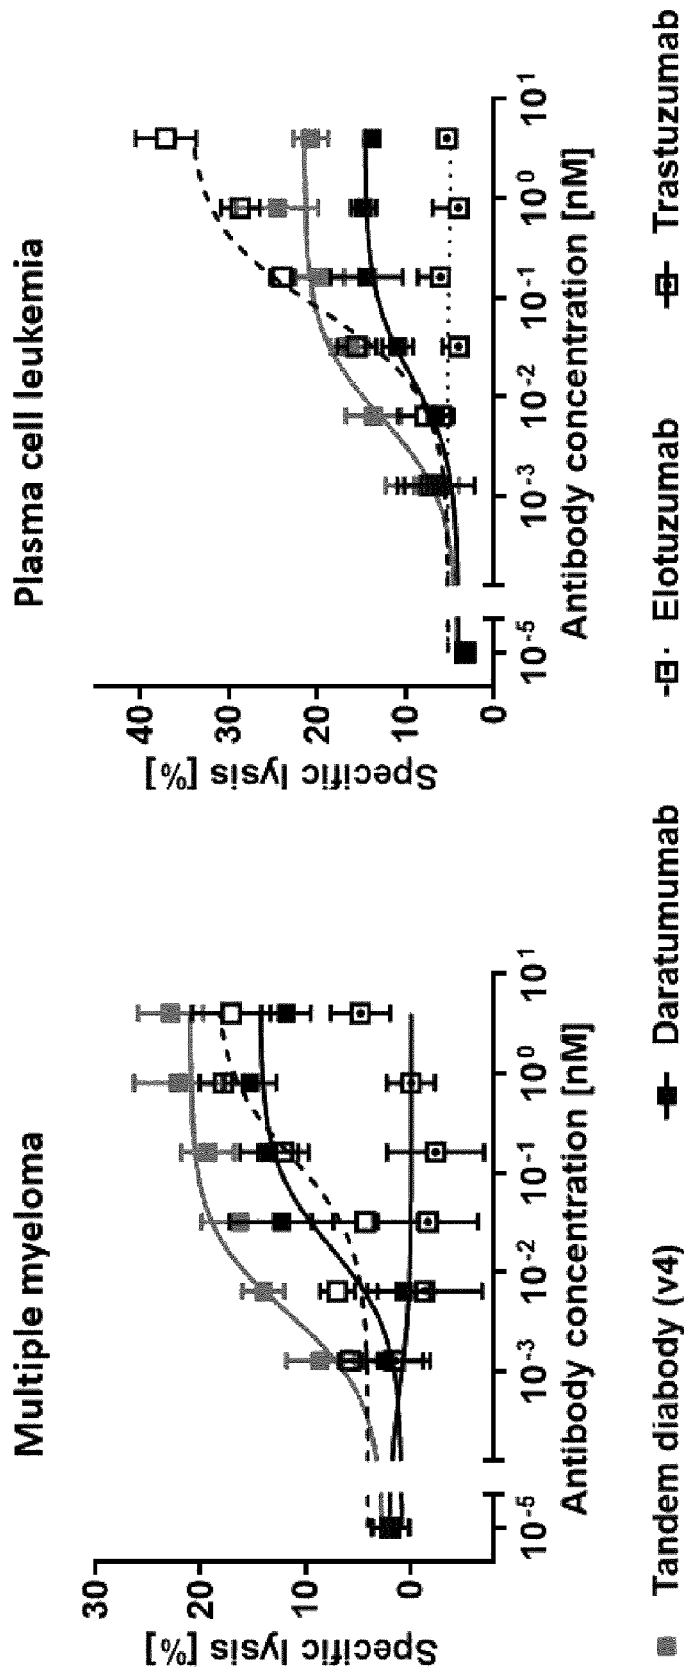 Multiple myeloma
Specific lysis [%]
30
20
10
0
10-5
10-3
10-2
10-1
100
101
Antibody concentration [nM]
Plasma cell leukemia
Specific lysis [%]
40
30
20
10
0
10-5
10-3
10-2
10-1
100
101
Antibody concentration [nM]
Tandem diabody (v4)
Daratumumab
Elotuzumab
Trastuzumab